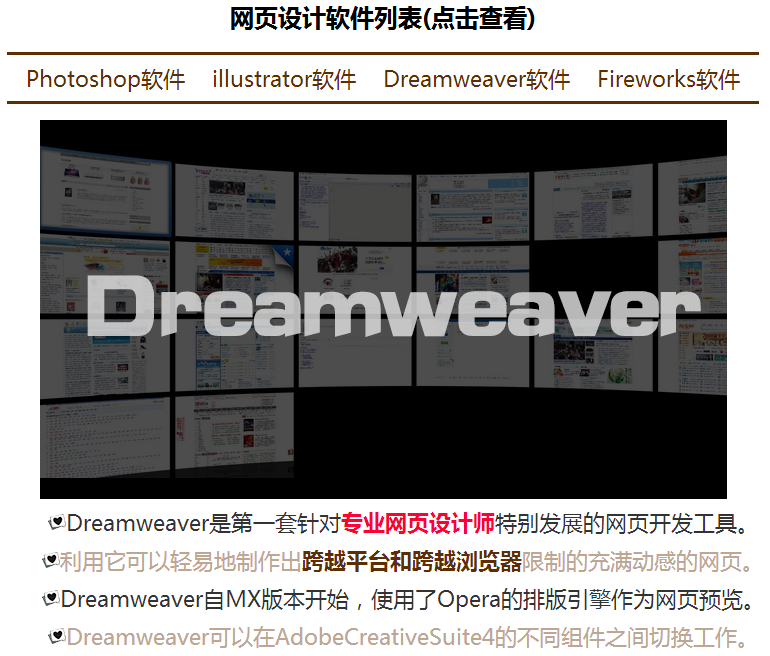 网页设计软件列表(点击查看)
Photoshop软件 illustrator软件 Dreamweaver软件 Fireworks软件
Dreamweaver
Dreamweaver是第一套针对专业网页设计师特别发展的网页开发工具。
利用它可以轻易地制作出跨越平台和跨越浏览器限制的充满动感的网页。
Dreamweaver自MX版本开始，使用了Opera的排版引擎作为网页预览。
Dreamweaver可以在AdobeCreativeSuite4的不同组件之间切换工作。